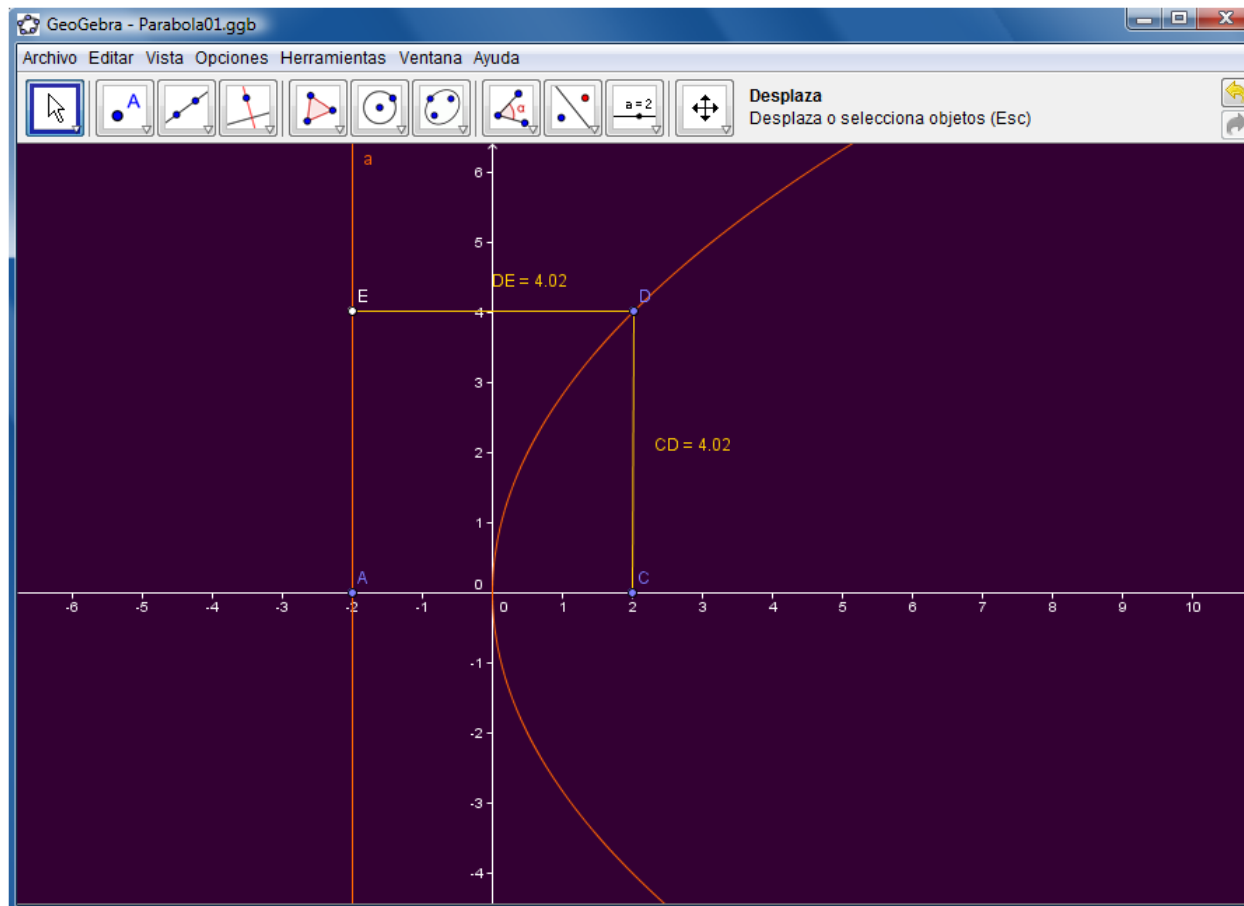 GeoGebra - Parabola01.ggb
Archivo Editar Vista Opciones Herramientas Ventana Ayuda
A
α
a = 2
Desplaza
Desplaza o selecciona objetos (Esc)
a
6
5
DE = 4.02
E
D
4
3
CD = 4.02
2
1
A
0
C
-6 -5 -4 -3 -2 -1 0 1 2 3 4 5 6 7 8 9 10
-1
-2
-3
-4